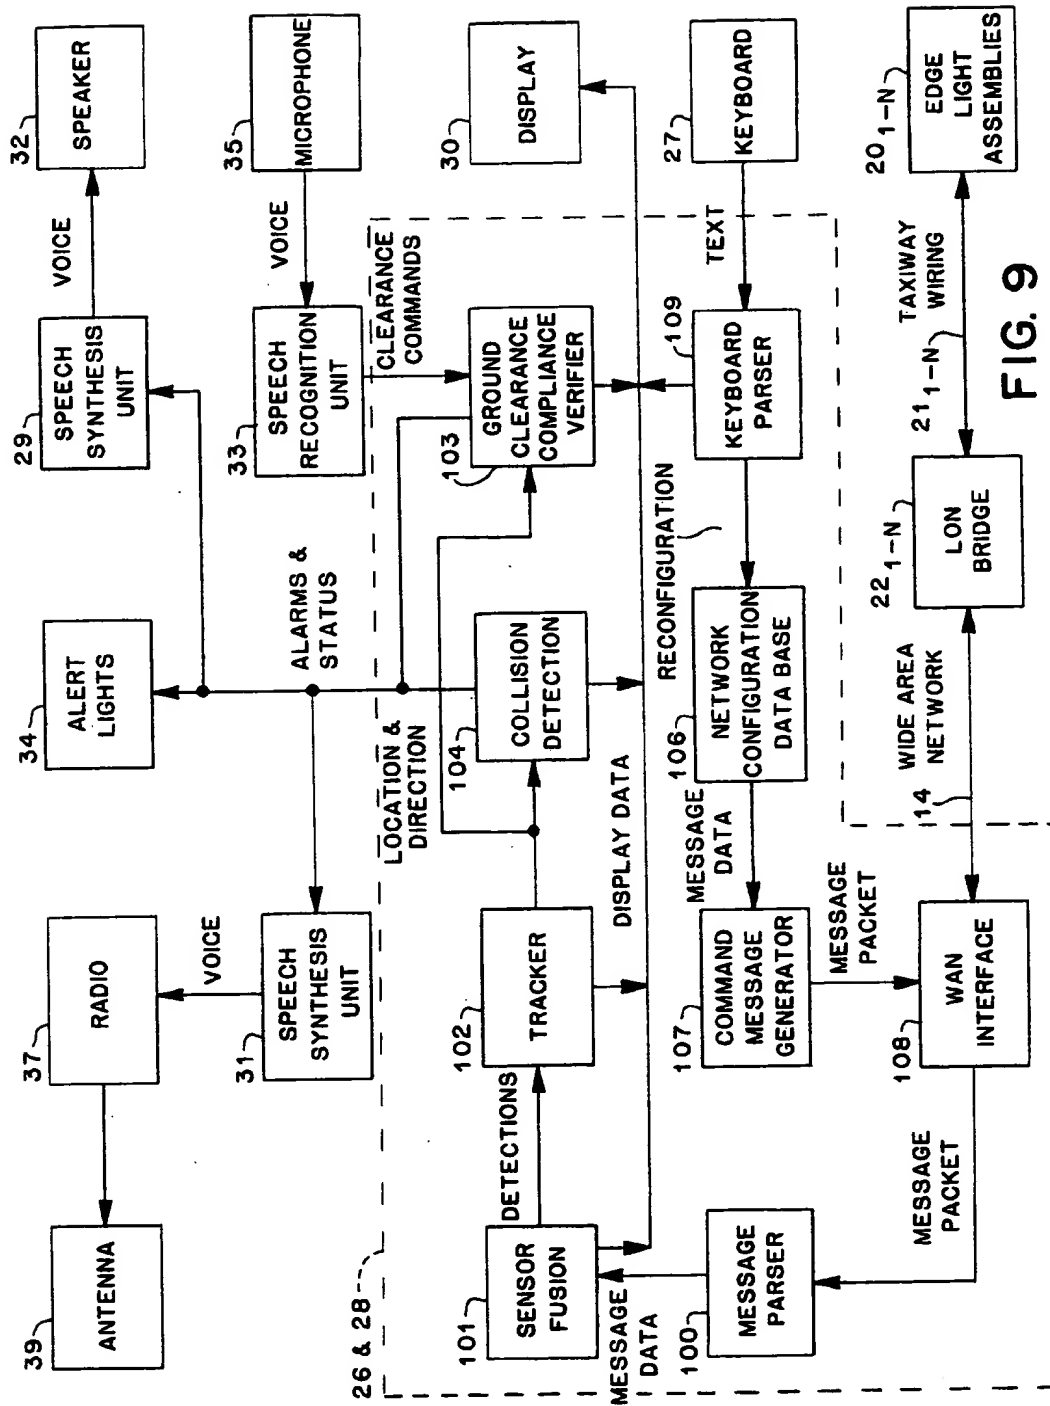 39
ANTENNA
37
RADIO
VOICE
31
SPEECH
SYNTHESIS
UNIT
34
ALERT
LIGHTS
ALARMS &
STATUS
29
SPEECH
SYNTHESIS
UNIT
VOICE
32
SPEAKER
33
SPEECH
RECOGNITION
UNIT
VOICE
35
MICROPHONE
CLEARANCE
COMMANDS
26 & 28
101
SENSOR
FUSION
DETECTIONS
102
TRACKER
LOCATION &
DIRECTION
104
COLLISION
DETECTION
103
GROUND
CLEARANCE
COMPLIANCE
VERIFIER
30
DISPLAY
DISPLAY DATA
MESSAGE
DATA
100
MESSAGE
PARSER
107
COMMAND
MESSAGE
GENERATOR
MESSAGE
DATA
106
NETWORK
CONFIGURATION
DATA BASE
RECONFIGURATION
109
KEYBOARD
PARSER
TEXT
27
KEYBOARD
MESSAGE
PACKET
MESSAGE
PACKET
108
WAN
INTERFACE
14
WIDE AREA
NETWORK
22 1-N
LON
BRIDGE
21 1-N
TAXIWAY
WIRING
20 1-N
EDGE
LIGHT
ASSEMBLIES
FIG. 9